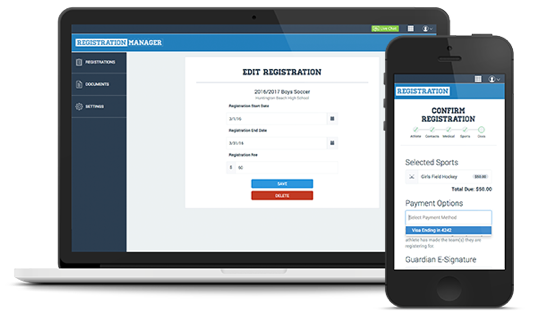 Live Chat
REGISTRATION MANAGER
REGISTRATIONS
DOCUMENTS
SETTINGS
EDIT REGISTRATION
2016/2017 Boys Soccer
Huntington Beach High School
Registration Start Date
3/1/16
Registration End Date
3/31/16
Registration Fee
$ 50
SAVE
DELETE
REGISTRATION
CONFIRM
REGISTRATION
Athlete Contacts Medical Sports Docs
Selected Sports
Girls Field Hockey $50.00
Total Due: $50.00
Payment Options
Select Payment Method
Visa Ending in 4242
athlete has made the team(s) they are
registering for.
Guardian E-Signature